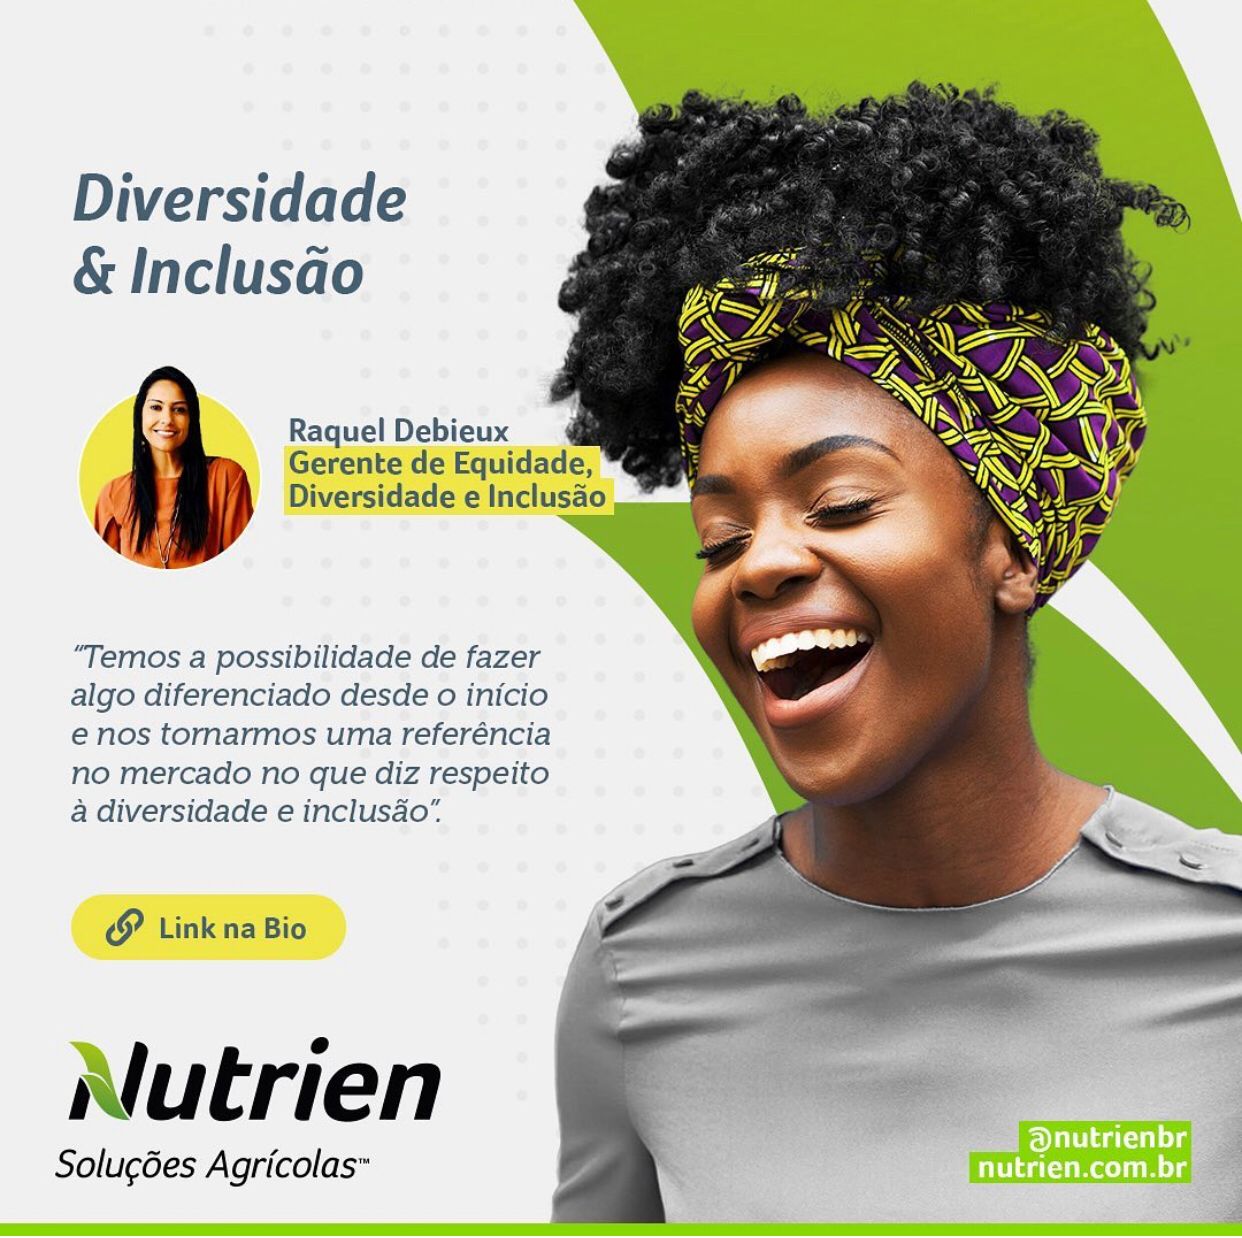 Diversidade
& Inclusão
Raquel Debieux
Gerente de Equidade,
Diversidade e Inclusão
“Temos a possibilidade de fazer
algo diferenciado desde o início
e nos tornarmos uma referência
no mercado no que diz respeito
à diversidade e inclusão”.
Link na Bio
Nutrien
Soluções Agrícolas™
@nutrienbr
nutrien.com.br